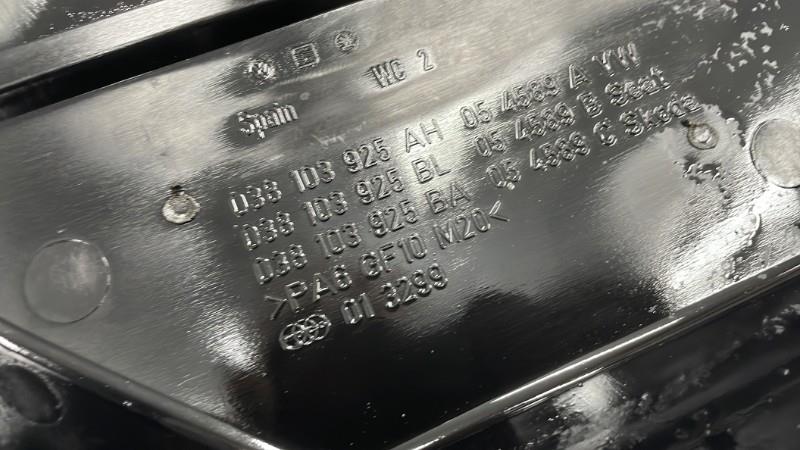 WC 2
Spain
038 103 925 AH 05 4589 A VW
038 103 925 BL 05 4589 B Seat
038 103 925 BA 05 4589 C Skoda
>PA6 GF10 M20<
01 3299